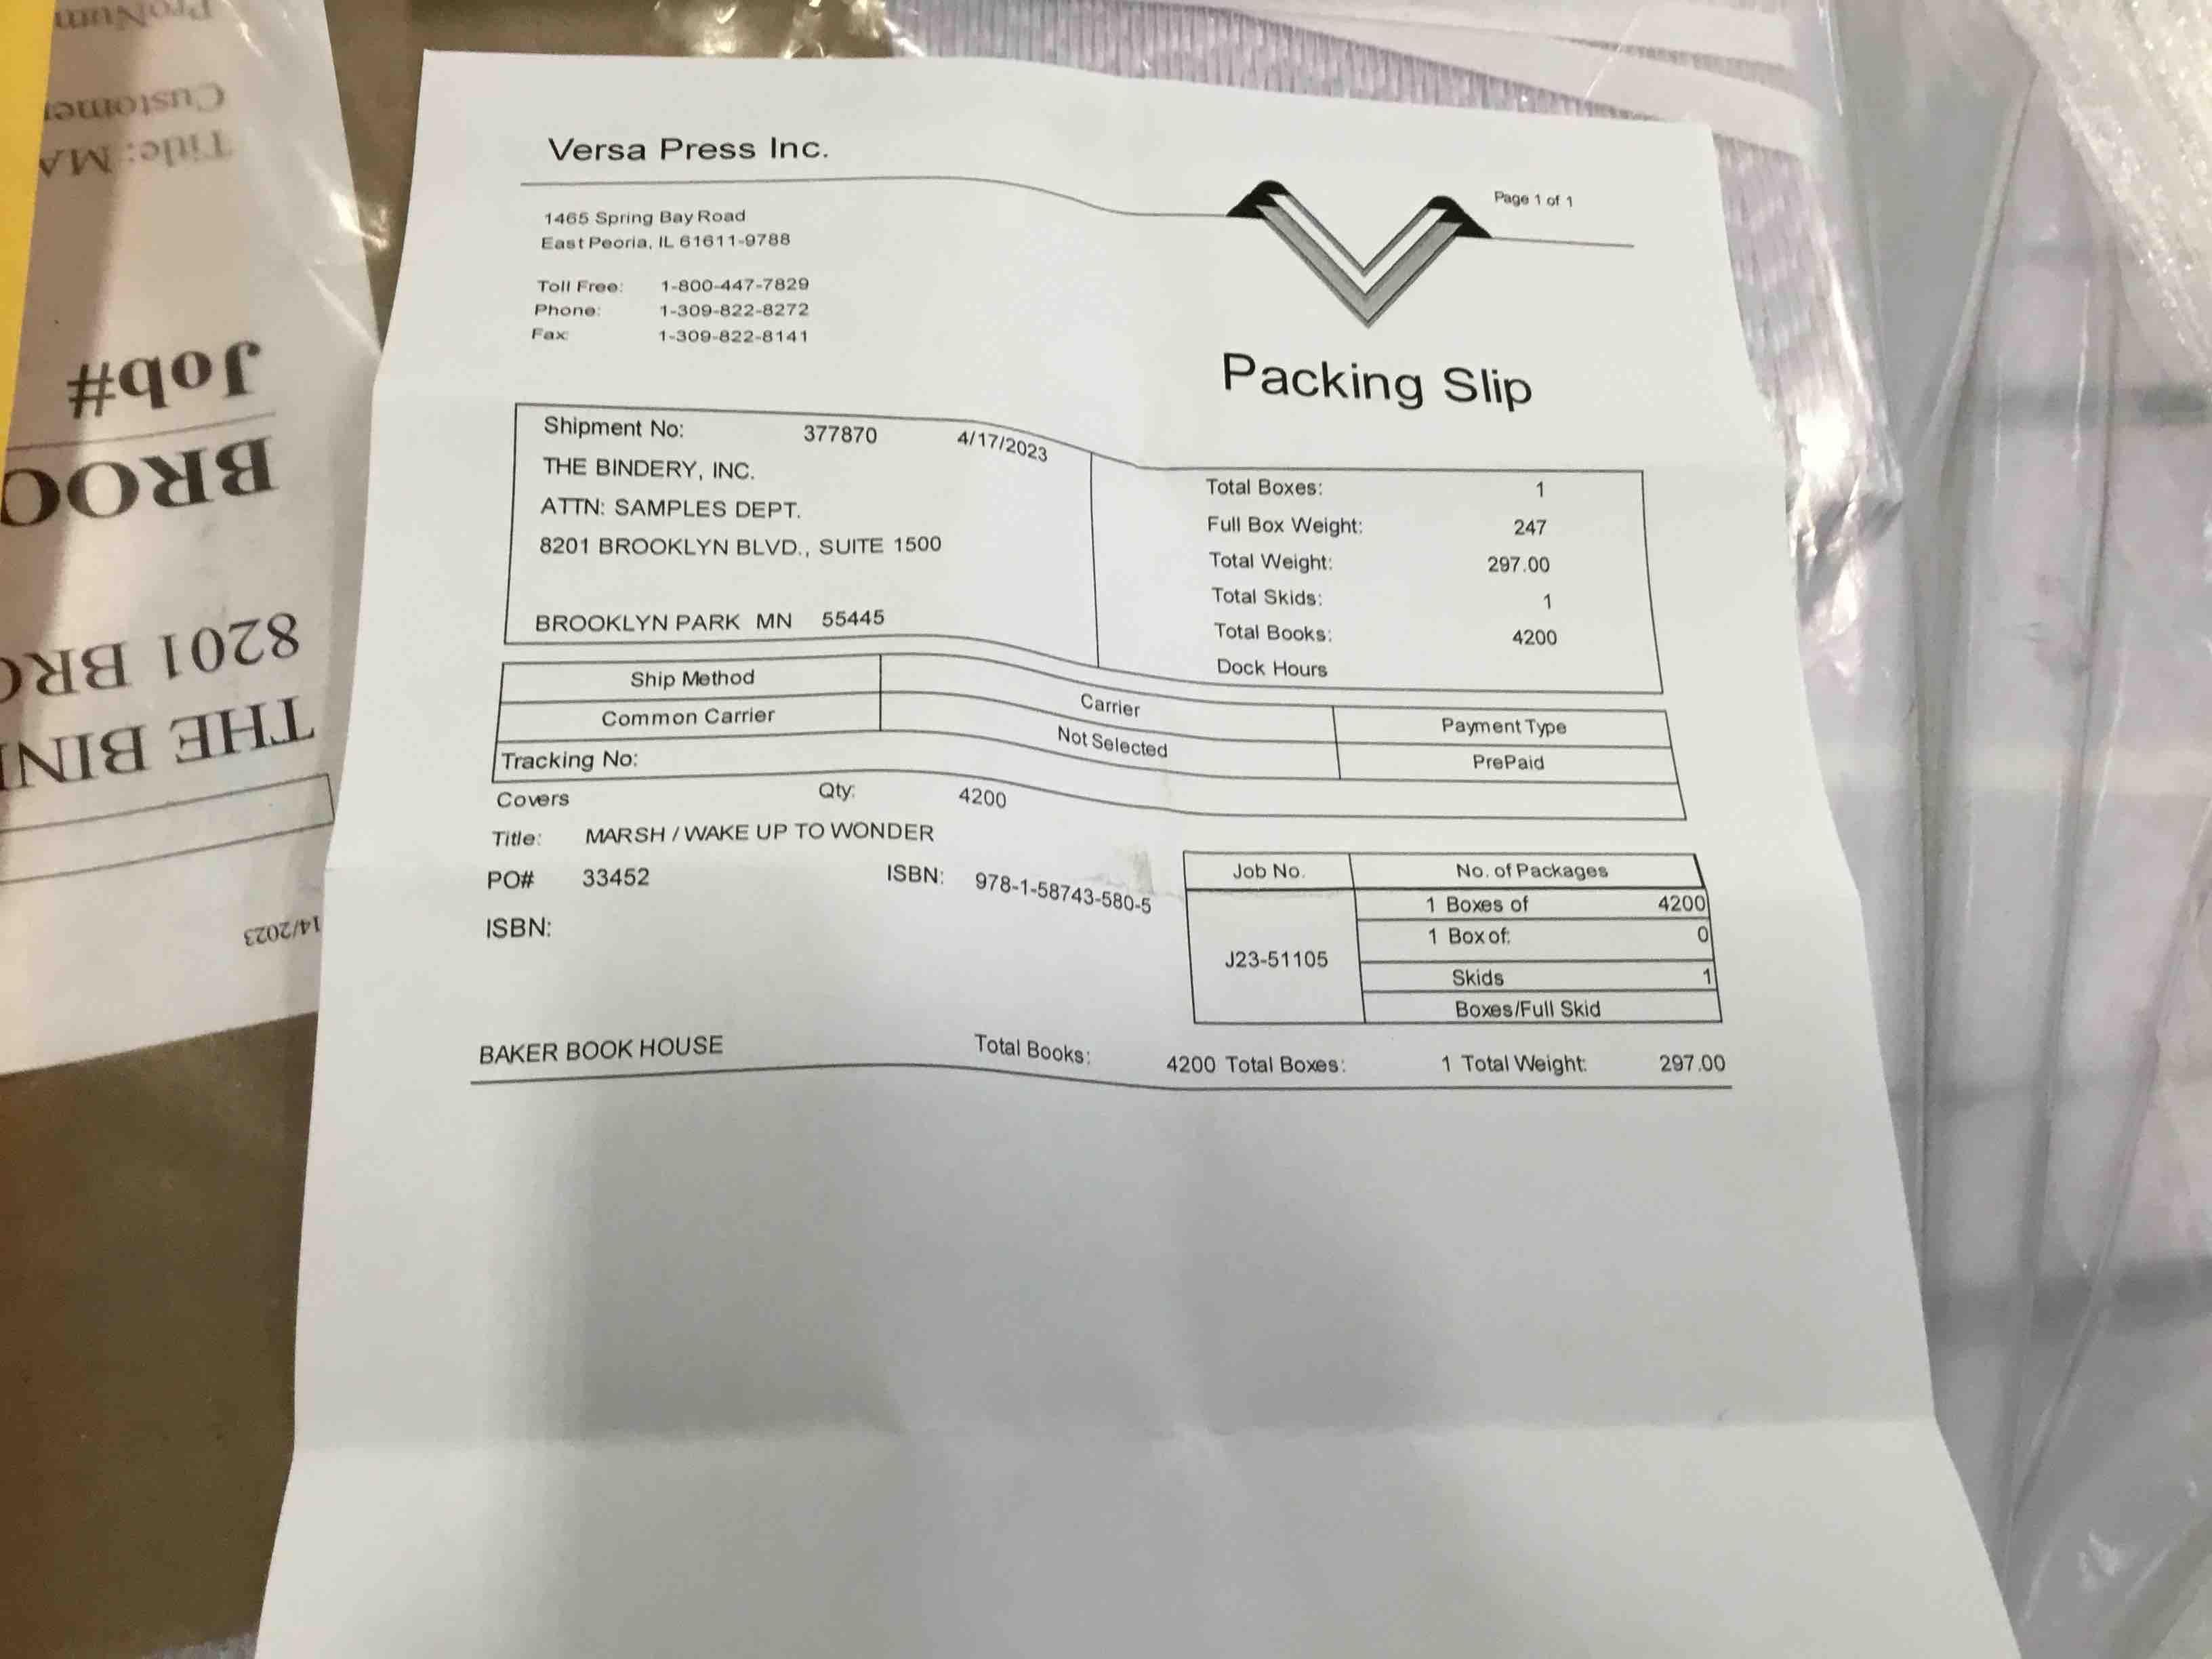 Versa Press Inc.
Page 1 of 1
1465 Spring Bay Road
East Peoria, IL 61611-9788
Toll Free: 1-800-447-7829
Phone: 1-309-822-8272
Fax: 1-309-822-8141
Packing Slip
Shipment No: 377870 4/17/2023
THE BINDERY, INC.
ATTN: SAMPLES DEPT.
8201 BROOKLYN BLVD., SUITE 1500
BROOKLYN PARK MN 55445
Total Boxes: 1
Full Box Weight: 247
Total Weight: 297.00
Total Skids: 1
Total Books: 4200
Dock Hours
Ship Method Carrier Payment Type
Common Carrier Not Selected PrePaid
Tracking No:
Covers Qty: 4200
Title: MARSH / WAKE UP TO WONDER
PO# 33452 ISBN: 978-1-58743-580-5
ISBN:
Job No. No. of Packages
J23-51105
1 Boxes of 4200
1 Box of: 0
Skids 1
Boxes/Full Skid
BAKER BOOK HOUSE Total Books: 4200 Total Boxes: 1 Total Weight: 297.00
14/2023
THE BIN
8201 BRO
BROO
Job#
Title: MA
Customer
ProNum